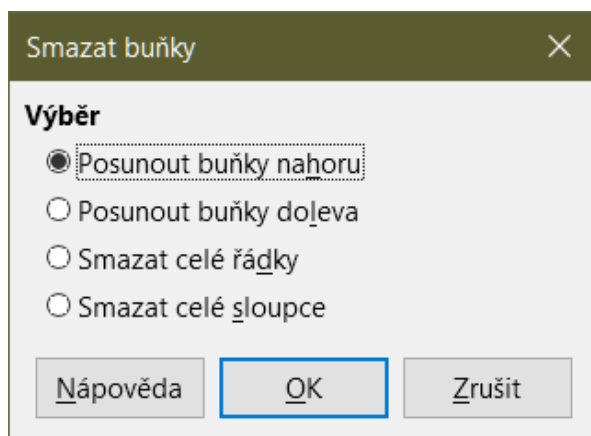 Smazat buňky
Výběr
Posunout buňky nahoru
Posunout buňky doleva
Smazat celé řádky
Smazat celé sloupce
Nápověda OK Zrušit